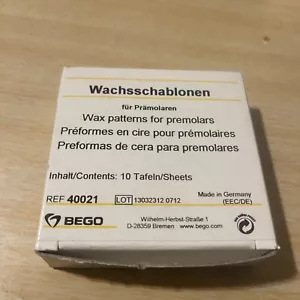 Wachsschablonen
für Prämolaren
Wax patterns for premolars
Préformes en cire pour prémolaires
Preformas de cera para premolares
Inhalt/Contents: 10 Tafeln/Sheets
REF 40021 LOT 13032312 0712 Made in Germany
(EEC/DE)
BEGO Wilhelm-Herbst-Straße 1
D-28359 Bremen www.bego.com